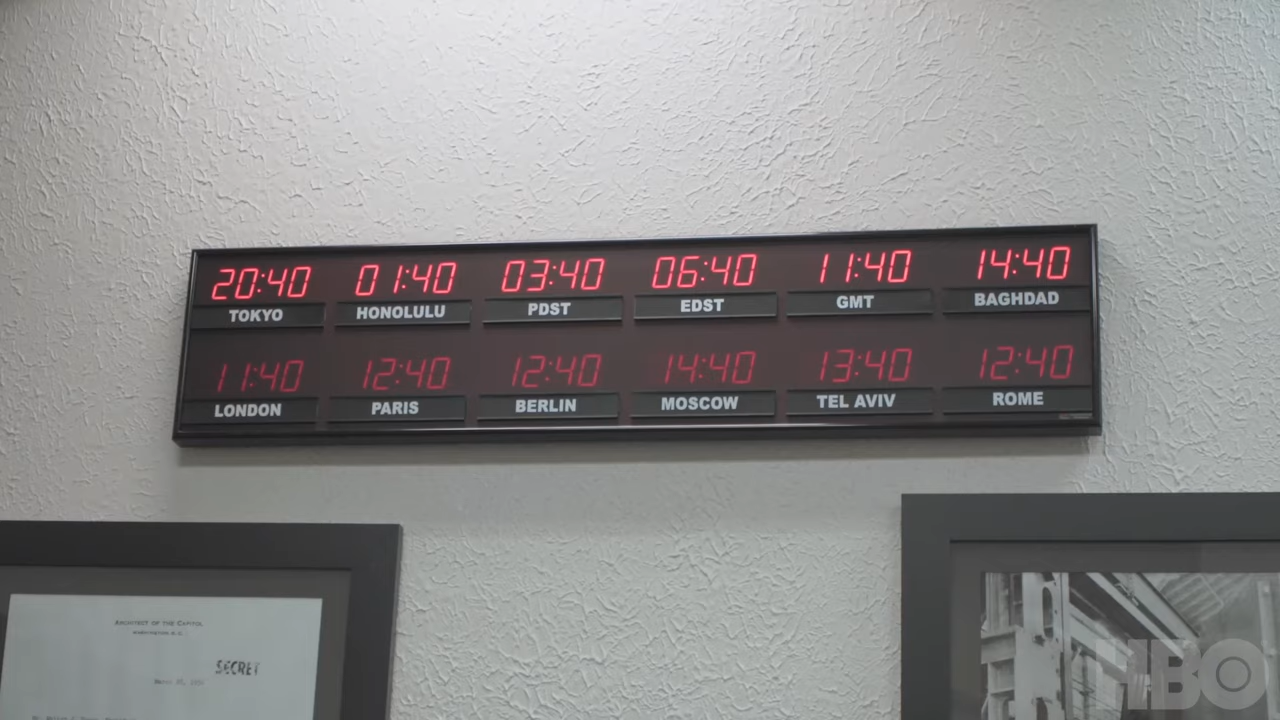 20:40 01:40 03:40 06:40 11:40 14:40
TOKYO HONOLULU PDST EDST GMT BAGHDAD
11:40 12:40 12:40 14:40 13:40 12:40
LONDON PARIS BERLIN MOSCOW TEL AVIV ROME
ARCHITECT OF THE CAPITOL
WASHINGTON, D.C.
SECRET
HBO